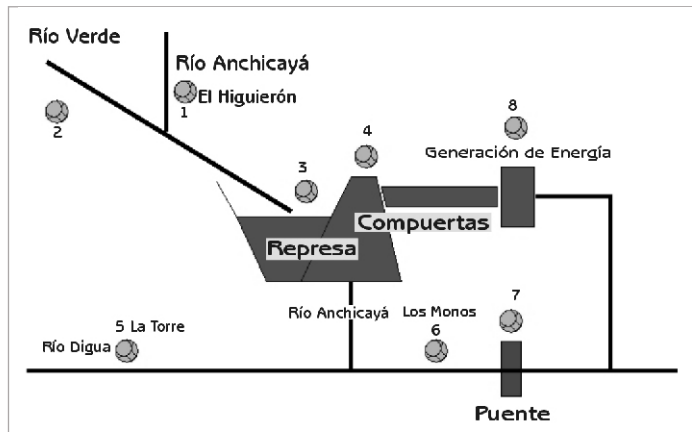 Río Verde
Río Anchicayá
El Higuierón
1
2
8
4
Generación de Energía
3
Compuertas
Represa
Río Anchicayá
Los Monos
7
5 La Torre
6
Río Digua
Puente